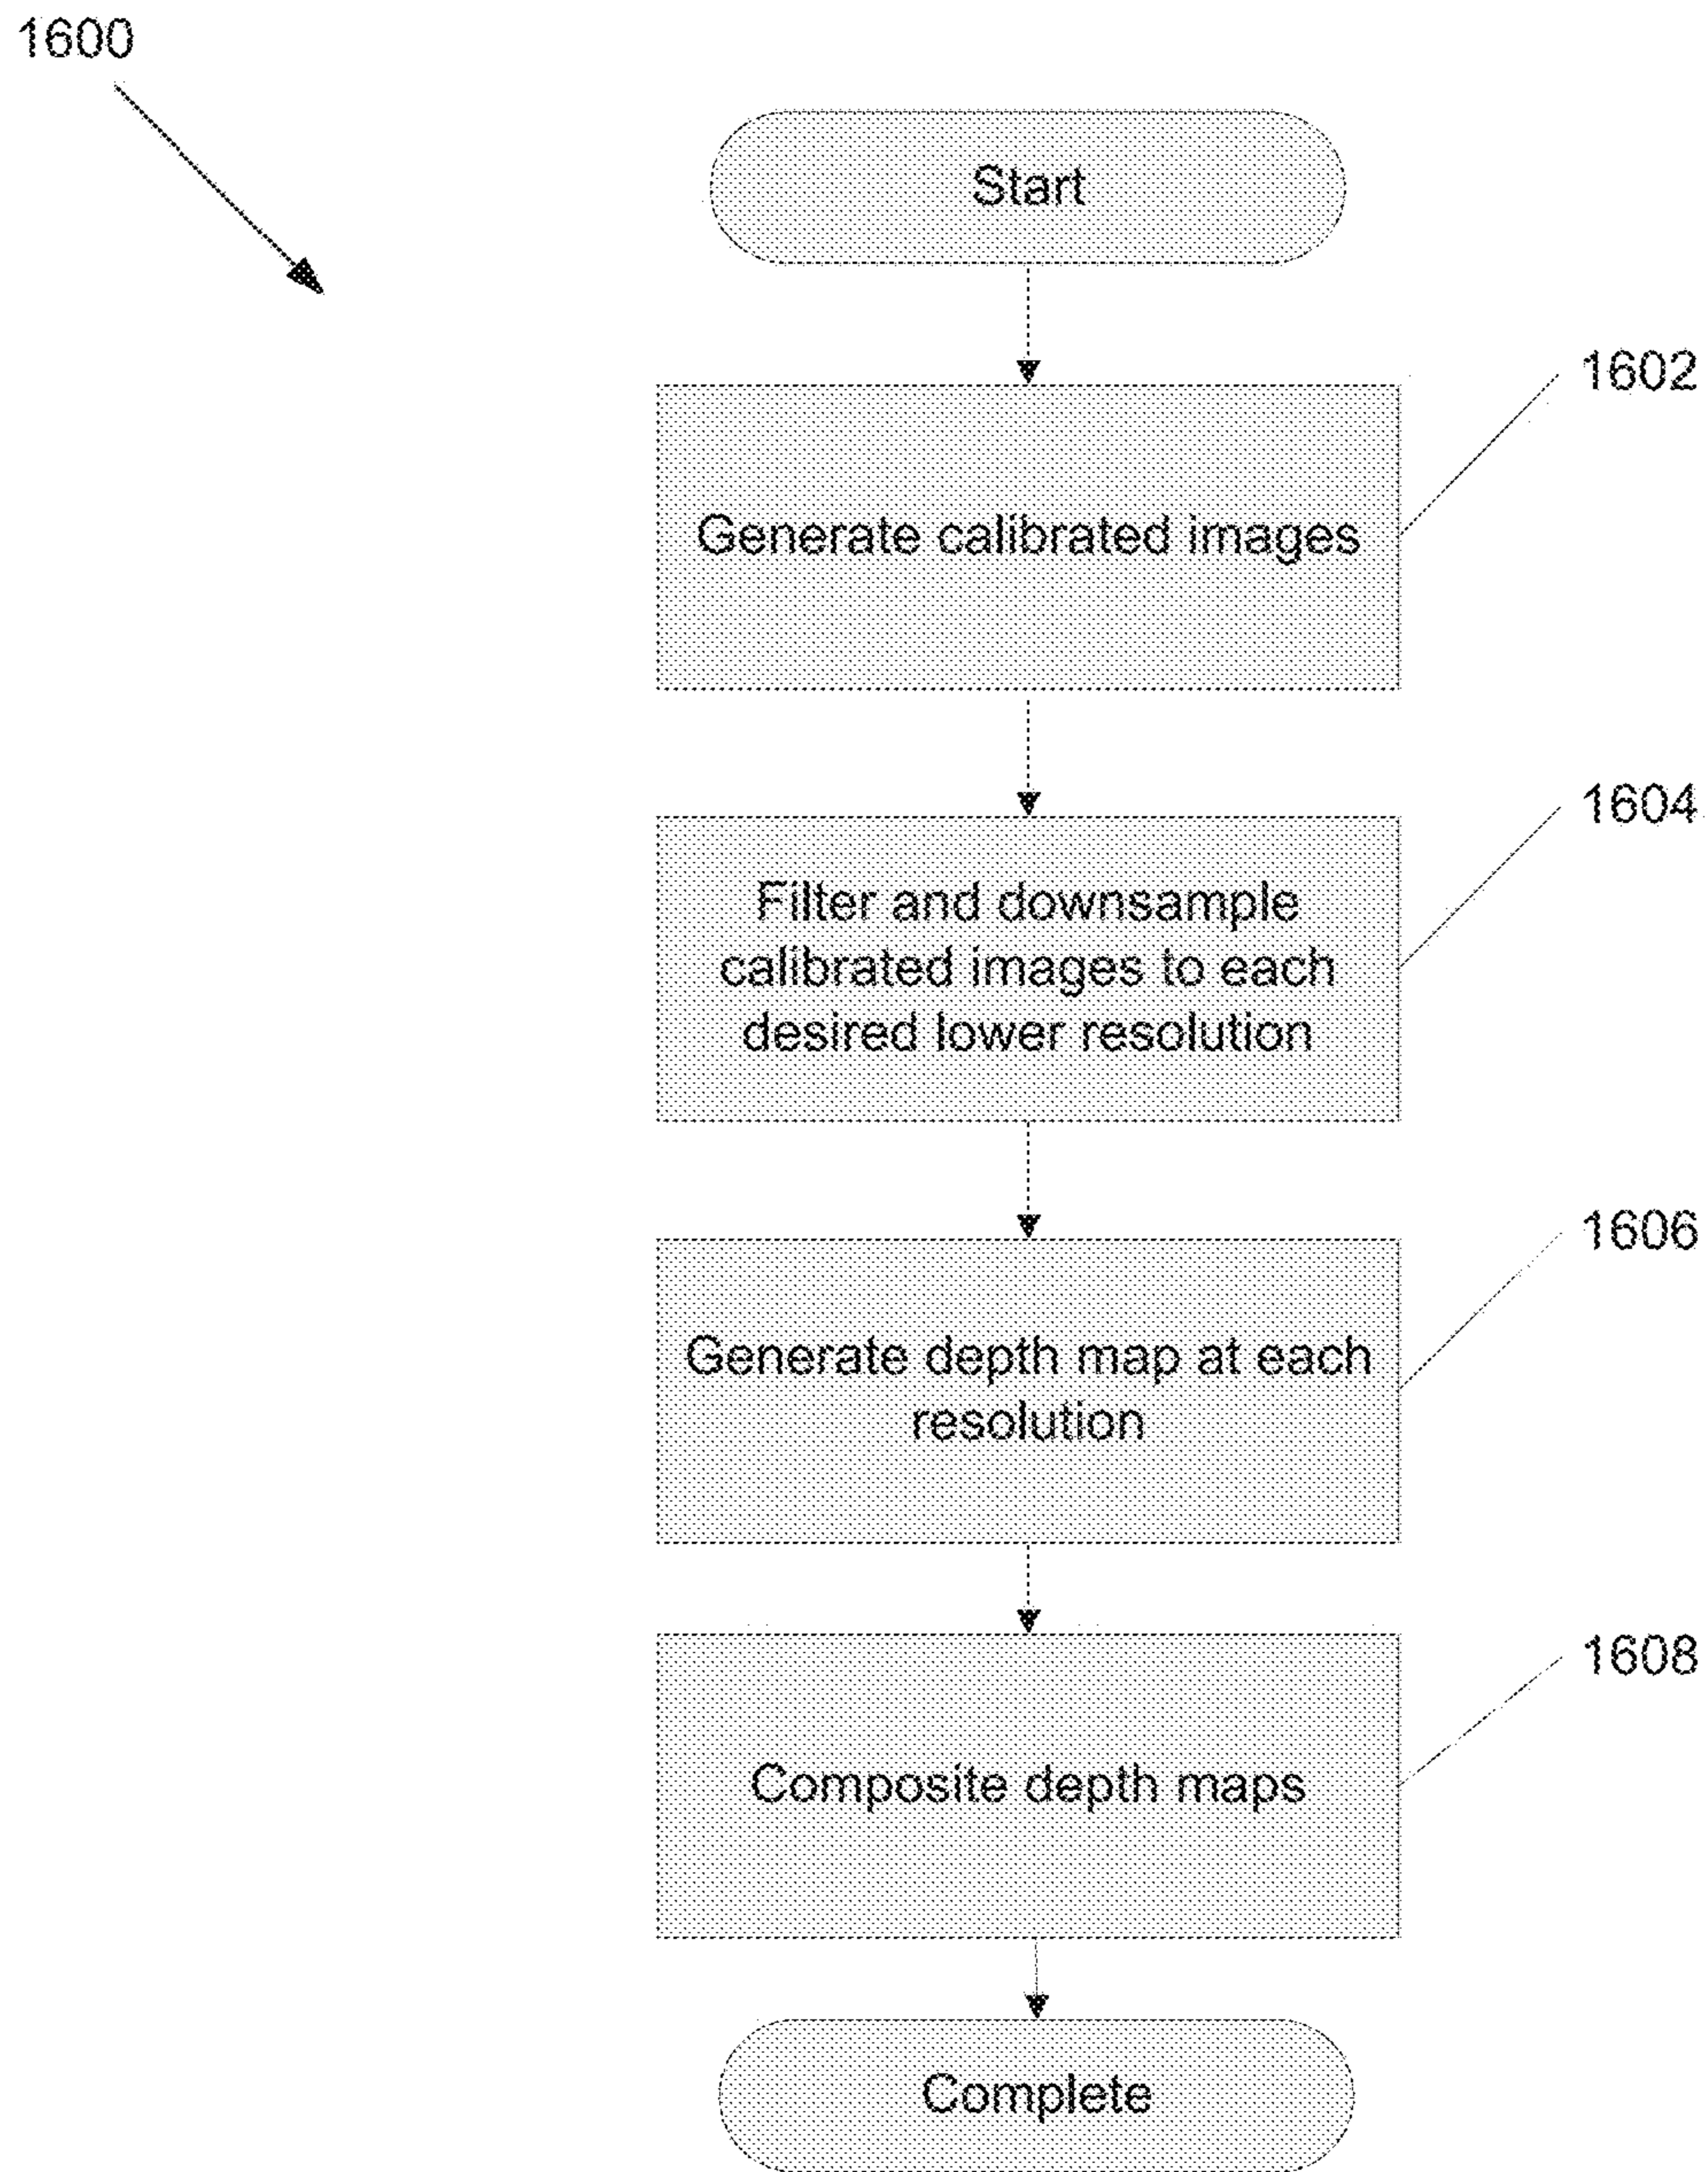 1600
Start
1602
Generate calibrated images
1604
Filter and downsample
calibrated images to each
desired lower resolution
1606
Generate depth map at each
resolution
1608
Composite depth maps
Complete